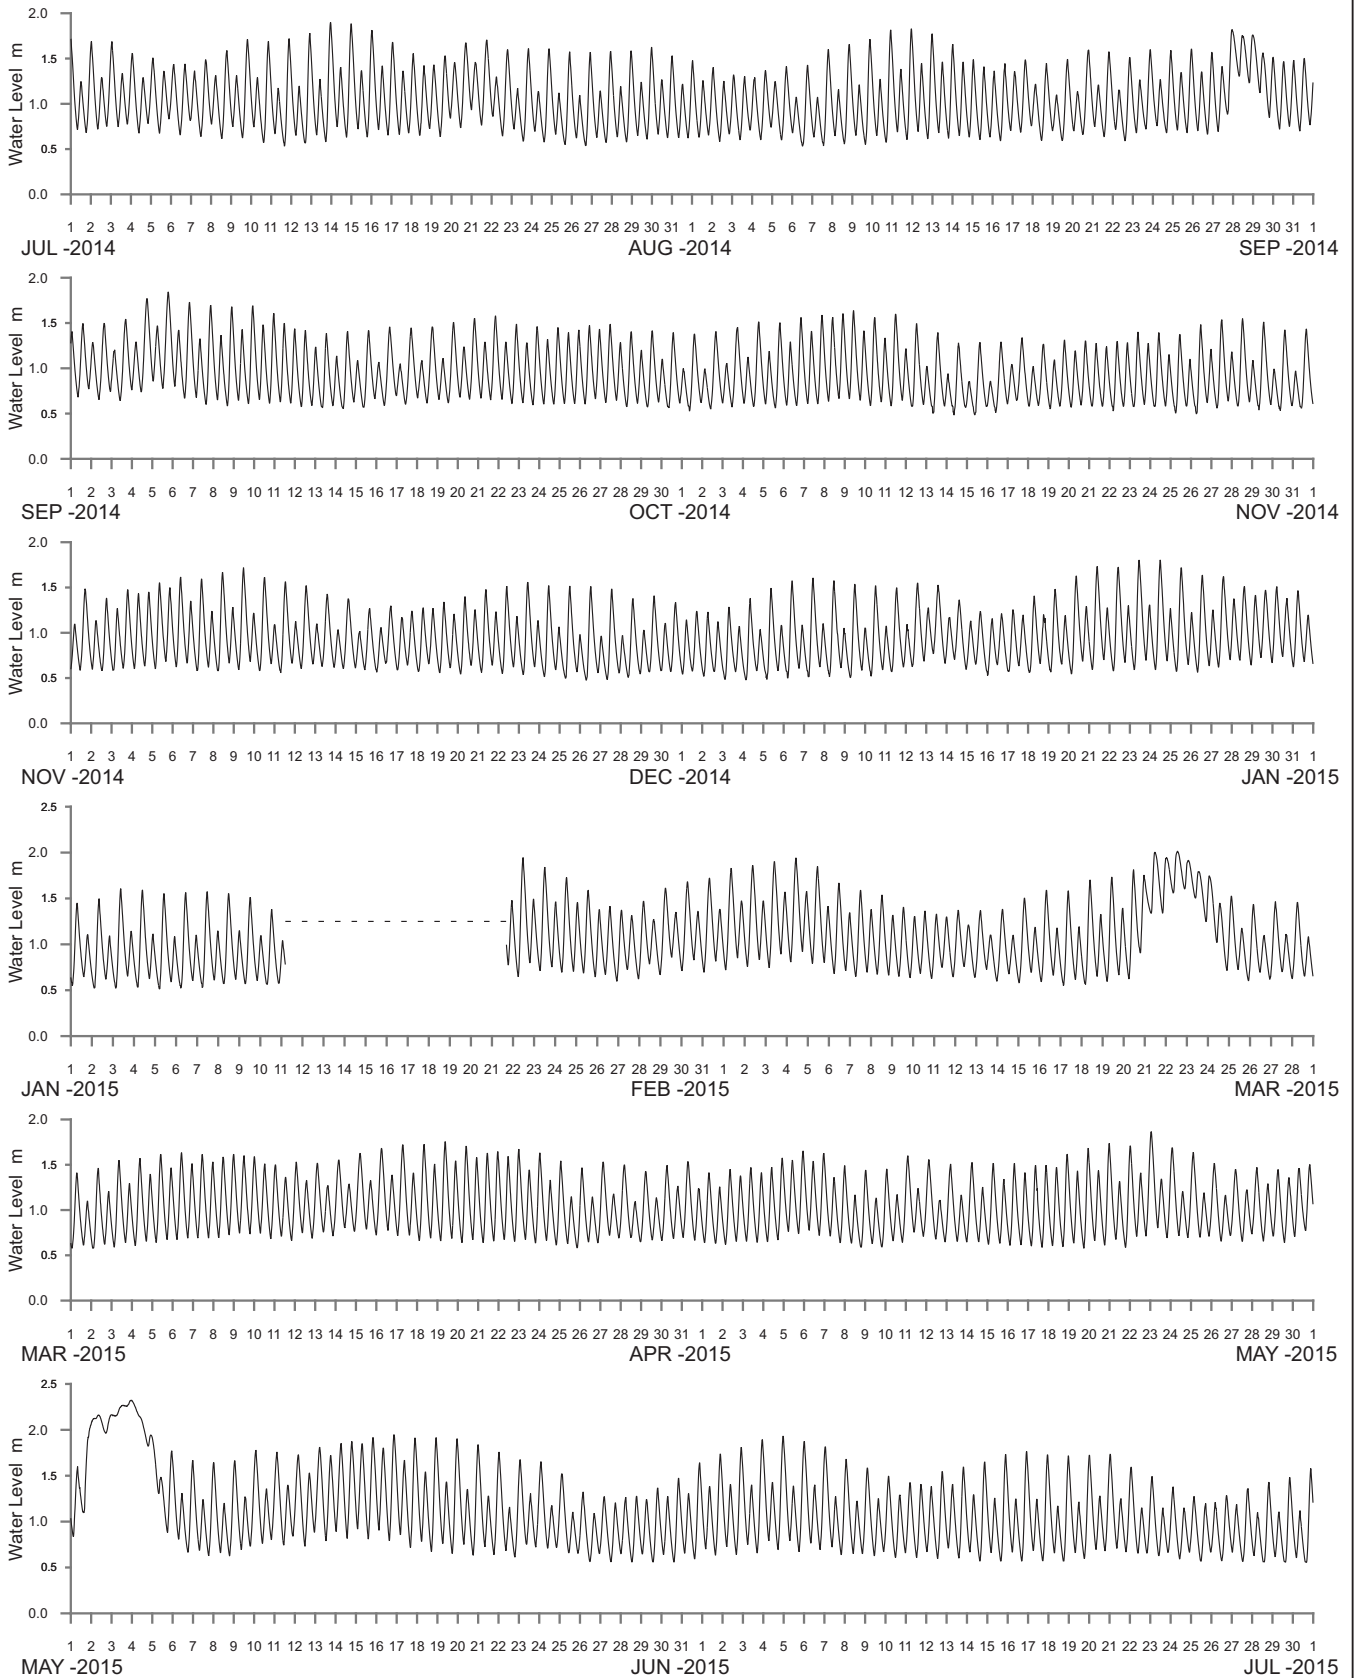 2.0
1.5
1.0
0.5
0.0
Water Level m
1 2 3 4 5 6 7 8 9 10 11 12 13 14 15 16 17 18 19 20 21 22 23 24 25 26 27 28 29 30 31 1 2 3 4 5 6 7 8 9 10 11 12 13 14 15 16 17 18 19 20 21 22 23 24 25 26 27 28 29 30 31 1
JUL -2014 AUG -2014 SEP -2014
2.0
1.5
1.0
0.5
0.0
Water Level m
1 2 3 4 5 6 7 8 9 10 11 12 13 14 15 16 17 18 19 20 21 22 23 24 25 26 27 28 29 30 1 2 3 4 5 6 7 8 9 10 11 12 13 14 15 16 17 18 19 20 21 22 23 24 25 26 27 28 29 30 31 1
SEP -2014 OCT -2014 NOV -2014
2.0
1.5
1.0
0.5
0.0
Water Level m
1 2 3 4 5 6 7 8 9 10 11 12 13 14 15 16 17 18 19 20 21 22 23 24 25 26 27 28 29 30 1 2 3 4 5 6 7 8 9 10 11 12 13 14 15 16 17 18 19 20 21 22 23 24 25 26 27 28 29 30 31 1
NOV -2014 DEC -2014 JAN -2015
2.5
2.0
1.5
1.0
0.5
0.0
Water Level m
1 2 3 4 5 6 7 8 9 10 11 12 13 14 15 16 17 18 19 20 21 22 23 24 25 26 27 28 29 30 31 1 2 3 4 5 6 7 8 9 10 11 12 13 14 15 16 17 18 19 20 21 22 23 24 25 26 27 28 1
JAN -2015 FEB -2015 MAR -2015
2.0
1.5
1.0
0.5
0.0
Water Level m
1 2 3 4 5 6 7 8 9 10 11 12 13 14 15 16 17 18 19 20 21 22 23 24 25 26 27 28 29 30 31 1 2 3 4 5 6 7 8 9 10 11 12 13 14 15 16 17 18 19 20 21 22 23 24 25 26 27 28 29 30 1
MAR -2015 APR -2015 MAY -2015
2.5
2.0
1.5
1.0
0.5
0.0
Water Level m
1 2 3 4 5 6 7 8 9 10 11 12 13 14 15 16 17 18 19 20 21 22 23 24 25 26 27 28 29 30 31 1 2 3 4 5 6 7 8 9 10 11 12 13 14 15 16 17 18 19 20 21 22 23 24 25 26 27 28 29 30 1
MAY -2015 JUN -2015 JUL -2015